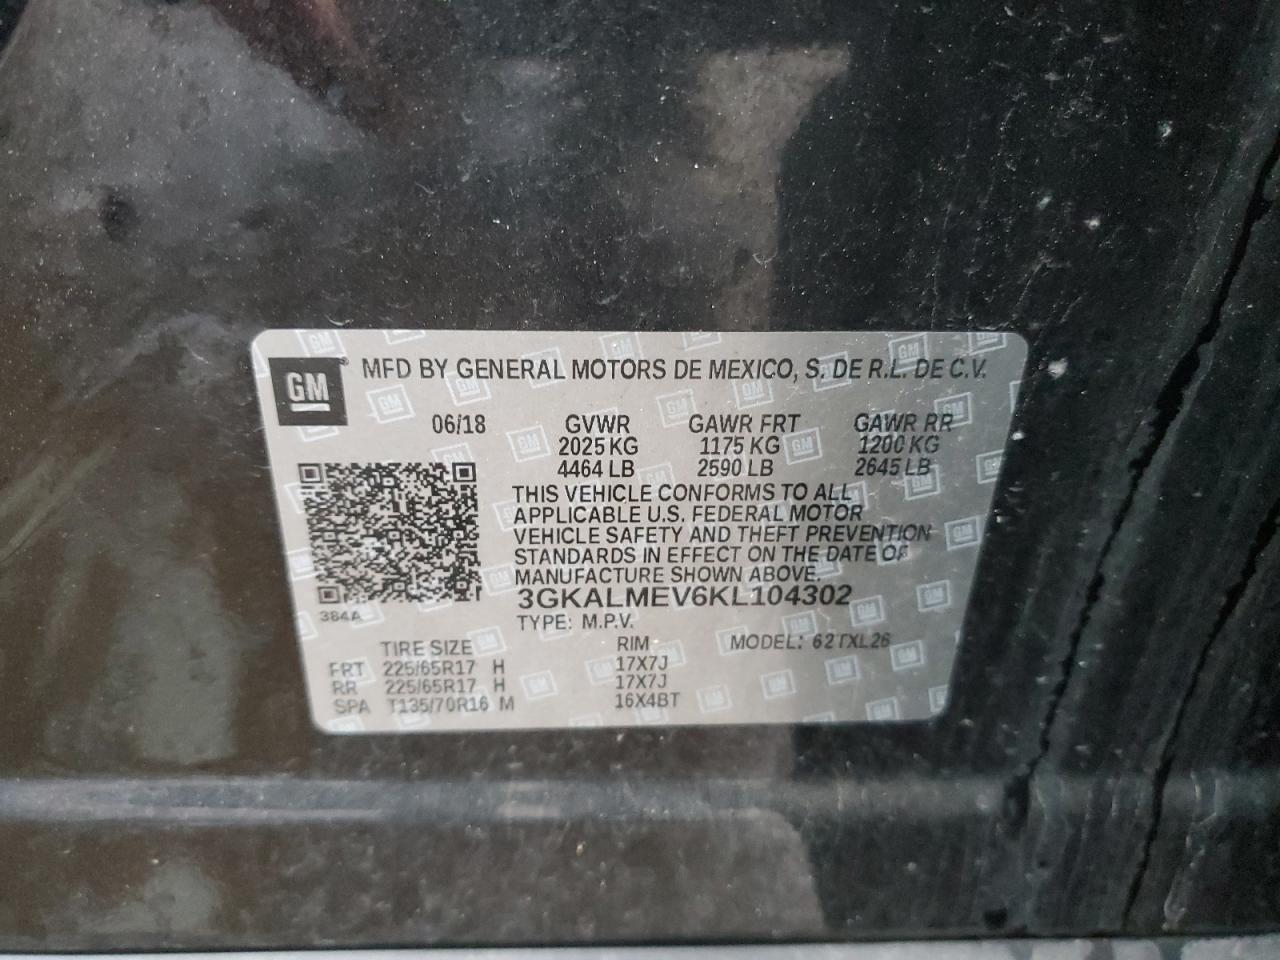 GM® MFD BY GENERAL MOTORS DE MEXICO, S. DE R.L. DE C.V.
06/18 GVWR GAWR FRT GAWR RR
2025 KG 1175 KG 1200 KG
4464 LB 2590 LB 2645 LB
THIS VEHICLE CONFORMS TO ALL
APPLICABLE U.S. FEDERAL MOTOR
VEHICLE SAFETY AND THEFT PREVENTION
STANDARDS IN EFFECT ON THE DATE OF
MANUFACTURE SHOWN ABOVE.
3GKALMEV6KL104302
384A
TYPE: M.P.V.
TIRE SIZE RIM MODEL: 62TXL26
FRT 225/65R17 H 17X7J
RR 225/65R17 H 17X7J
SPA T135/70R16 M 16X4BT